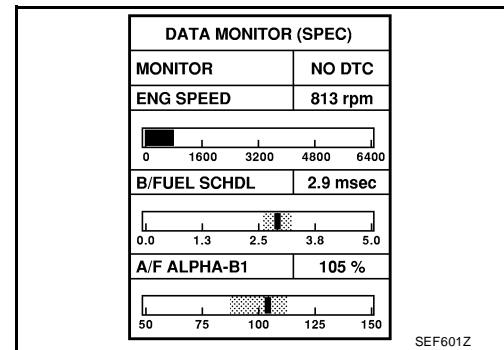 DATA MONITOR (SPEC)
MONITOR NO DTC
ENG SPEED 813 rpm
0 1600 3200 4800 6400
B/FUEL SCHDL 2.9 msec
0.0 1.3 2.5 3.8 5.0
A/F ALPHA-B1 105 %
50 75 100 125 150
SEF601Z